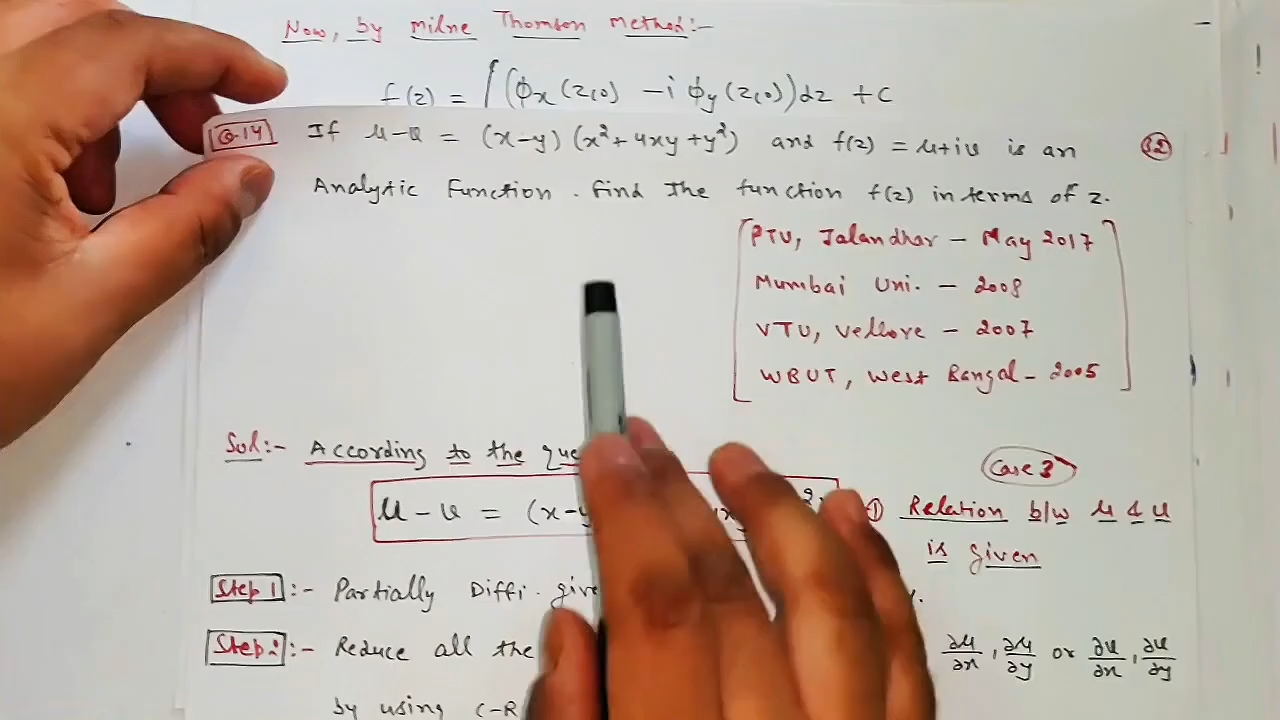 Now, by milne Thomson method:-
f(z) = ∫(ϕx(z,0) - i ϕy(z,0))dz + c
Q.14 If u-v = (x-y)(x²+4xy+y²) and f(z) = u+iv is an 32
Analytic Function. find the function f(z) in terms of z.
[PTU, Jalandhar - May 2017
Mumbai Uni. - 2008
VTU, Vellore - 2007
WBUT, West Bangal - 2005]
Sol:- According to the
Case 3
u - v = (x-
① Relation b/w u & v
is given
Step 1:- Partially Diffi.
Step 2:- Reduce all the ∂u/∂x, ∂u/∂y or ∂v/∂x, ∂v/∂y
by using C-R